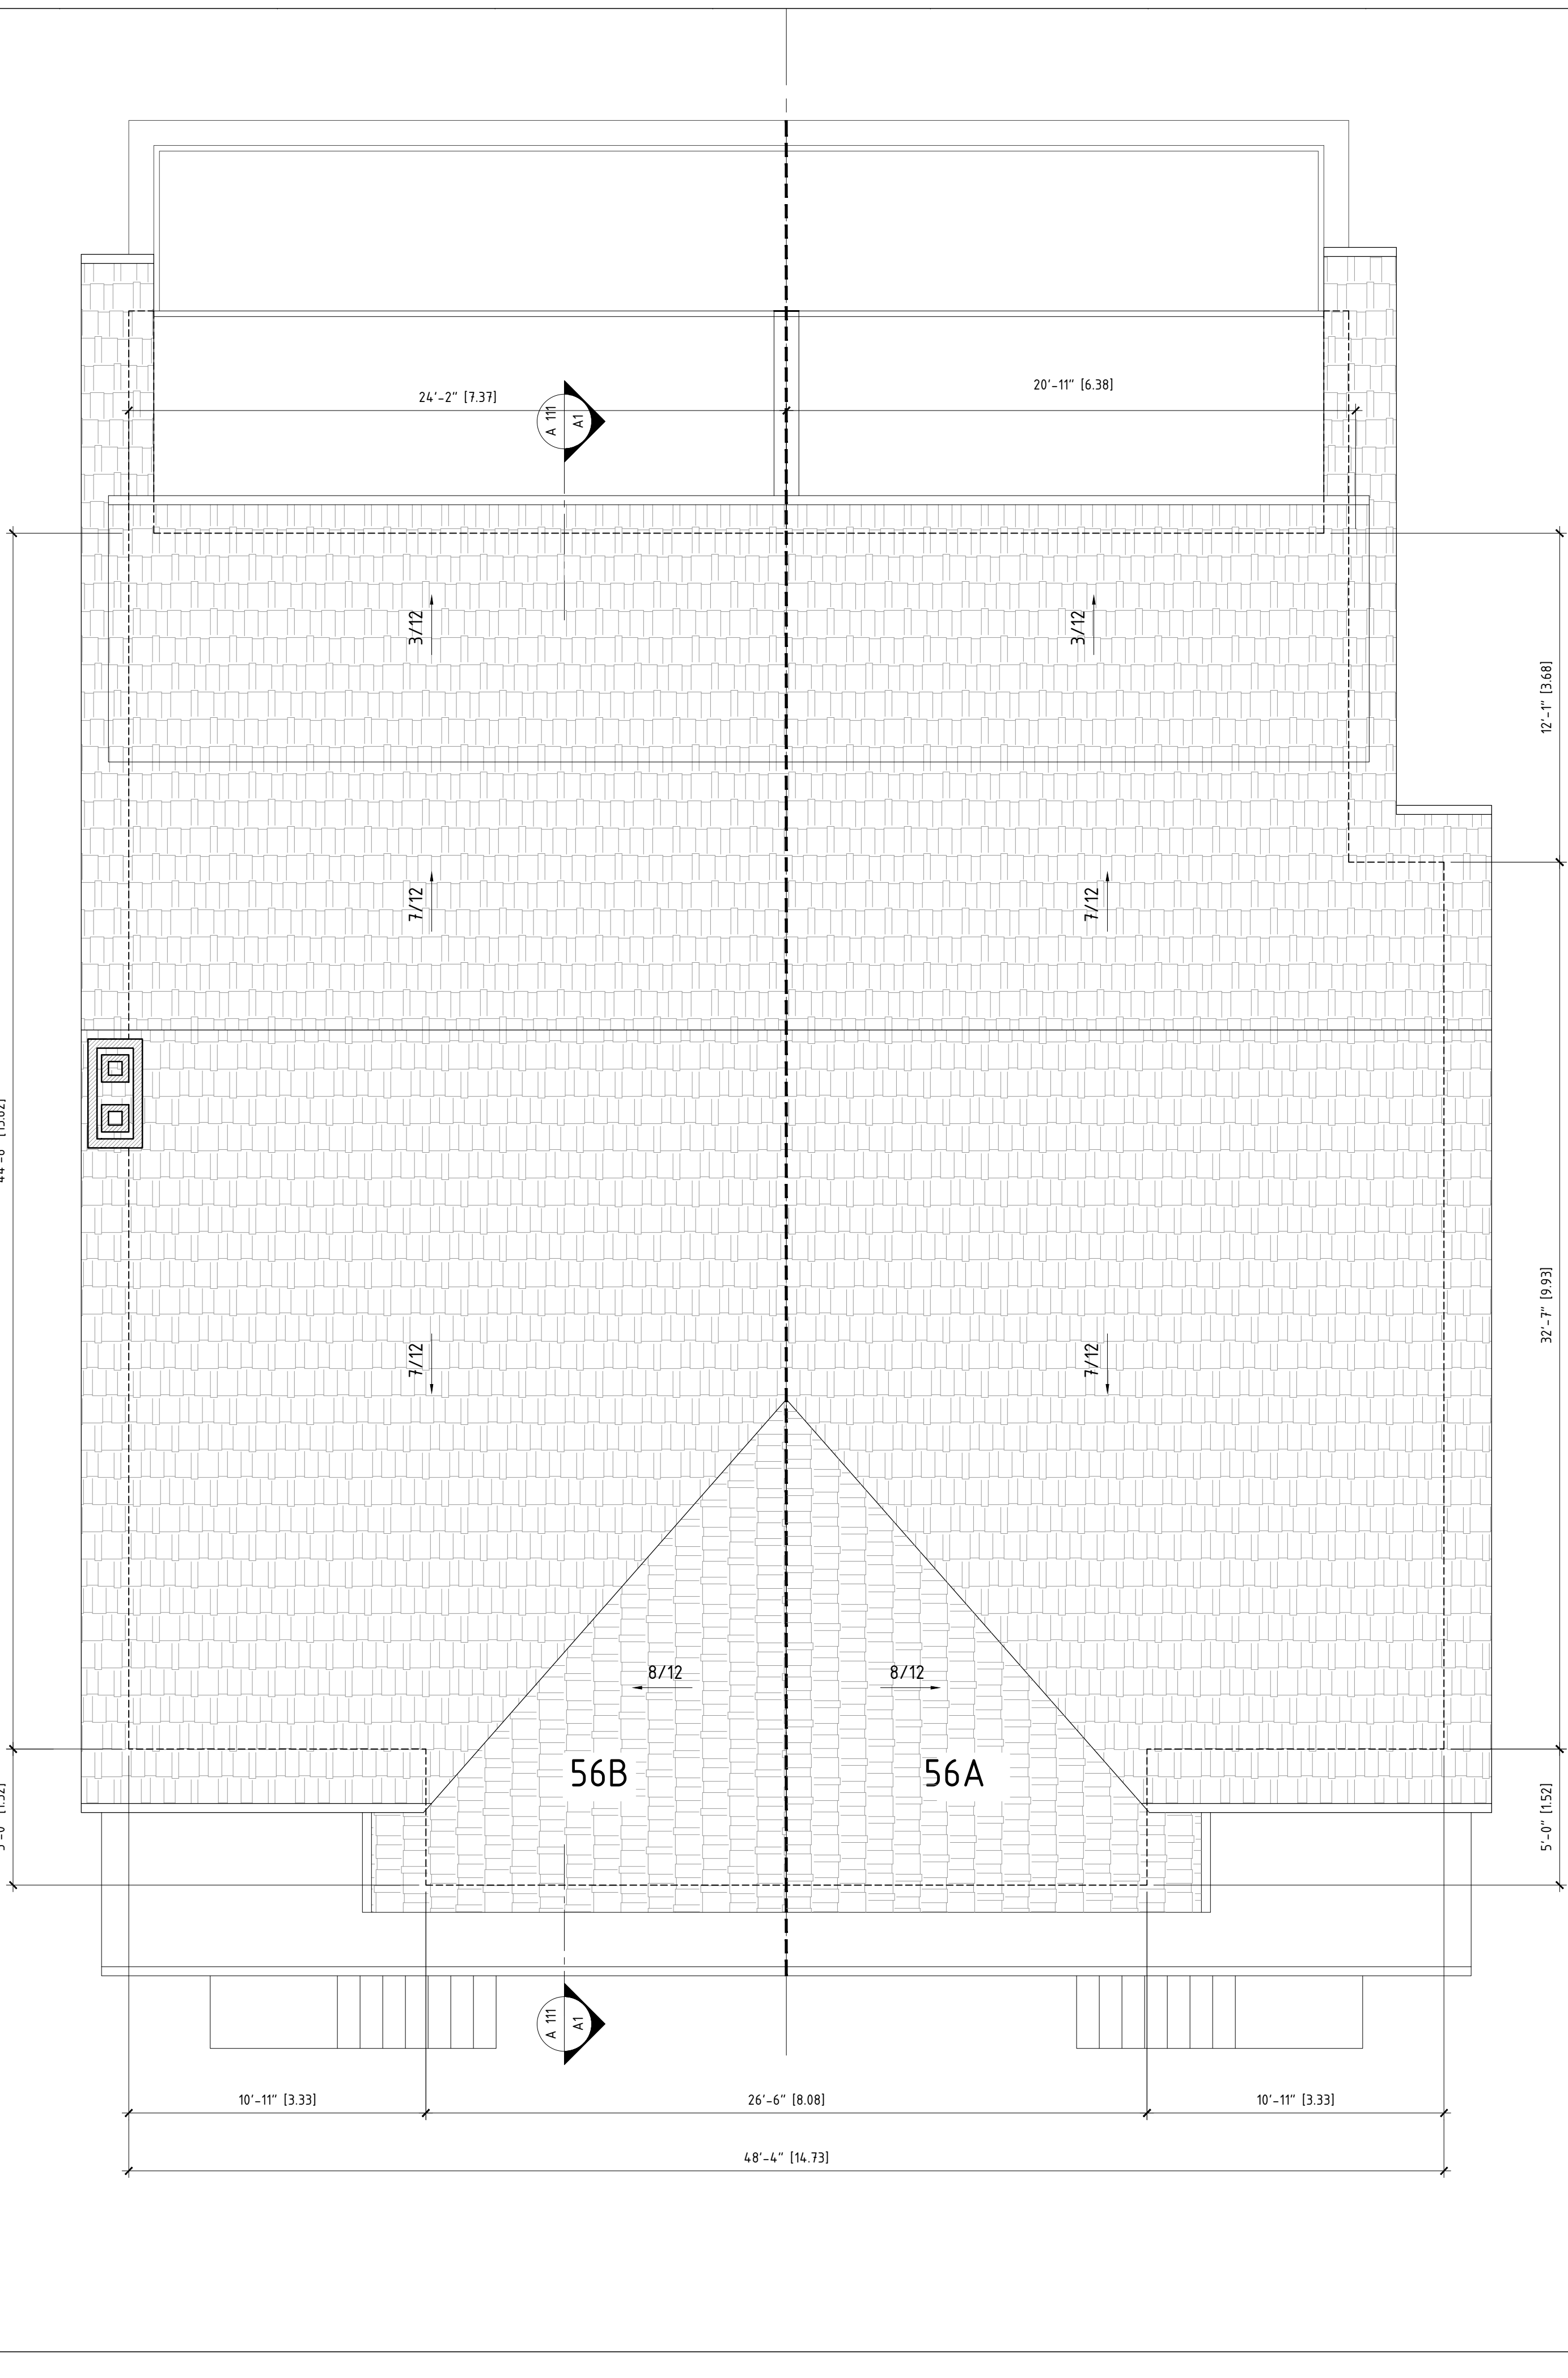 20'-11" [6.38]
24'-2" [7.37]
A 111
A1
3/12
3/12
12'-1" [3.68]
7/12
7/12
32'-7" [9.93]
7/12
7/12
8/12
8/12
56B
56A
5'-0" [1.52]
A 111
A1
10'-11" [3.33]
26'-6" [8.08]
10'-11" [3.33]
48'-4" [14.73]